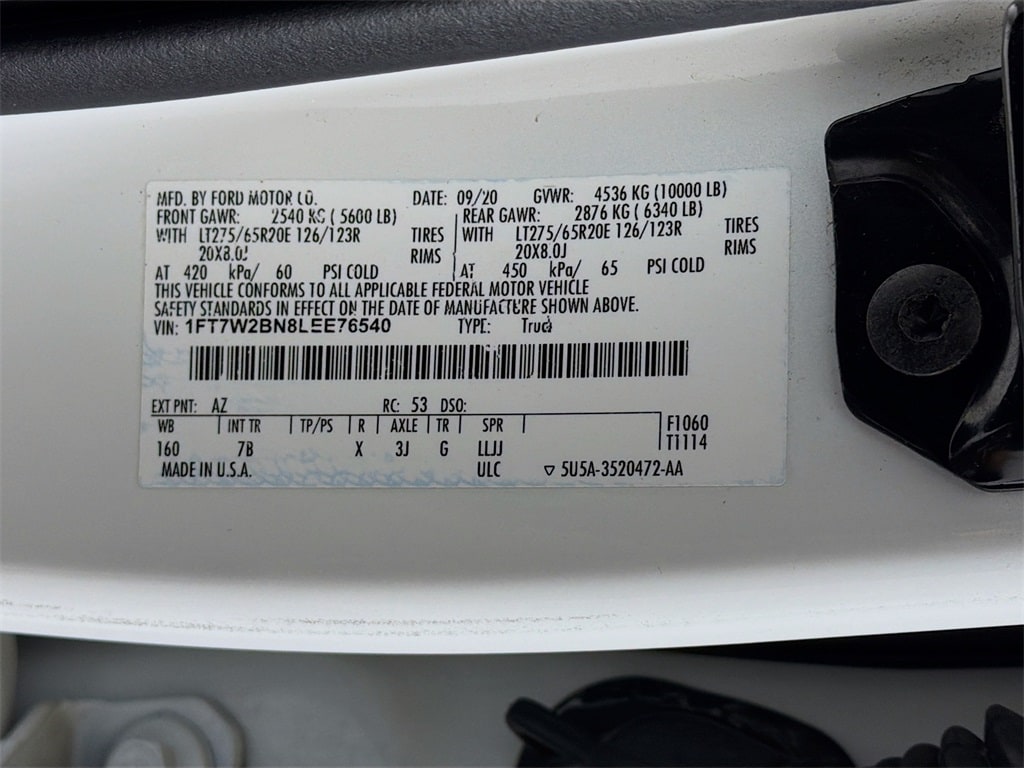 MFD. BY FORD MOTOR CO. DATE: 09/20 GVWR: 4536 KG (10000 LB)
FRONT GAWR: 2540 KG ( 5600 LB) REAR GAWR: 2876 KG ( 6340 LB)
WITH LT275/65R20E 126/123R TIRES WITH LT275/65R20E 126/123R TIRES
20X8.0J RIMS 20X8.0J RIMS
AT 420 kPa/ 60 PSI COLD AT 450 kPa/ 65 PSI COLD
THIS VEHICLE CONFORMS TO ALL APPLICABLE FEDERAL MOTOR VEHICLE
SAFETY STANDARDS IN EFFECT ON THE DATE OF MANUFACTURE SHOWN ABOVE.
VIN: 1FT7W2BN8LEE76540 TYPE: Truck
EXT PNT: AZ RC: 53 DSO:
WB INT TR TP/PS R AXLE TR SPR F1060
160 7B X 3J G LLJJ T1114
MADE IN U.S.A. ULC 5U5A-3520472-AA